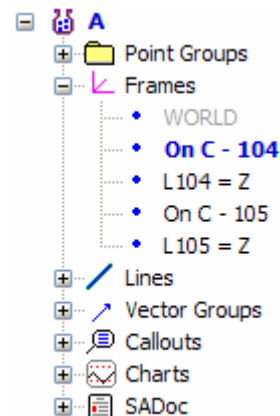 A
Point Groups
Frames
WORLD
On C - 104
L104 = Z
On C - 105
L105 = Z
Lines
Vector Groups
Callouts
Charts
SADoc